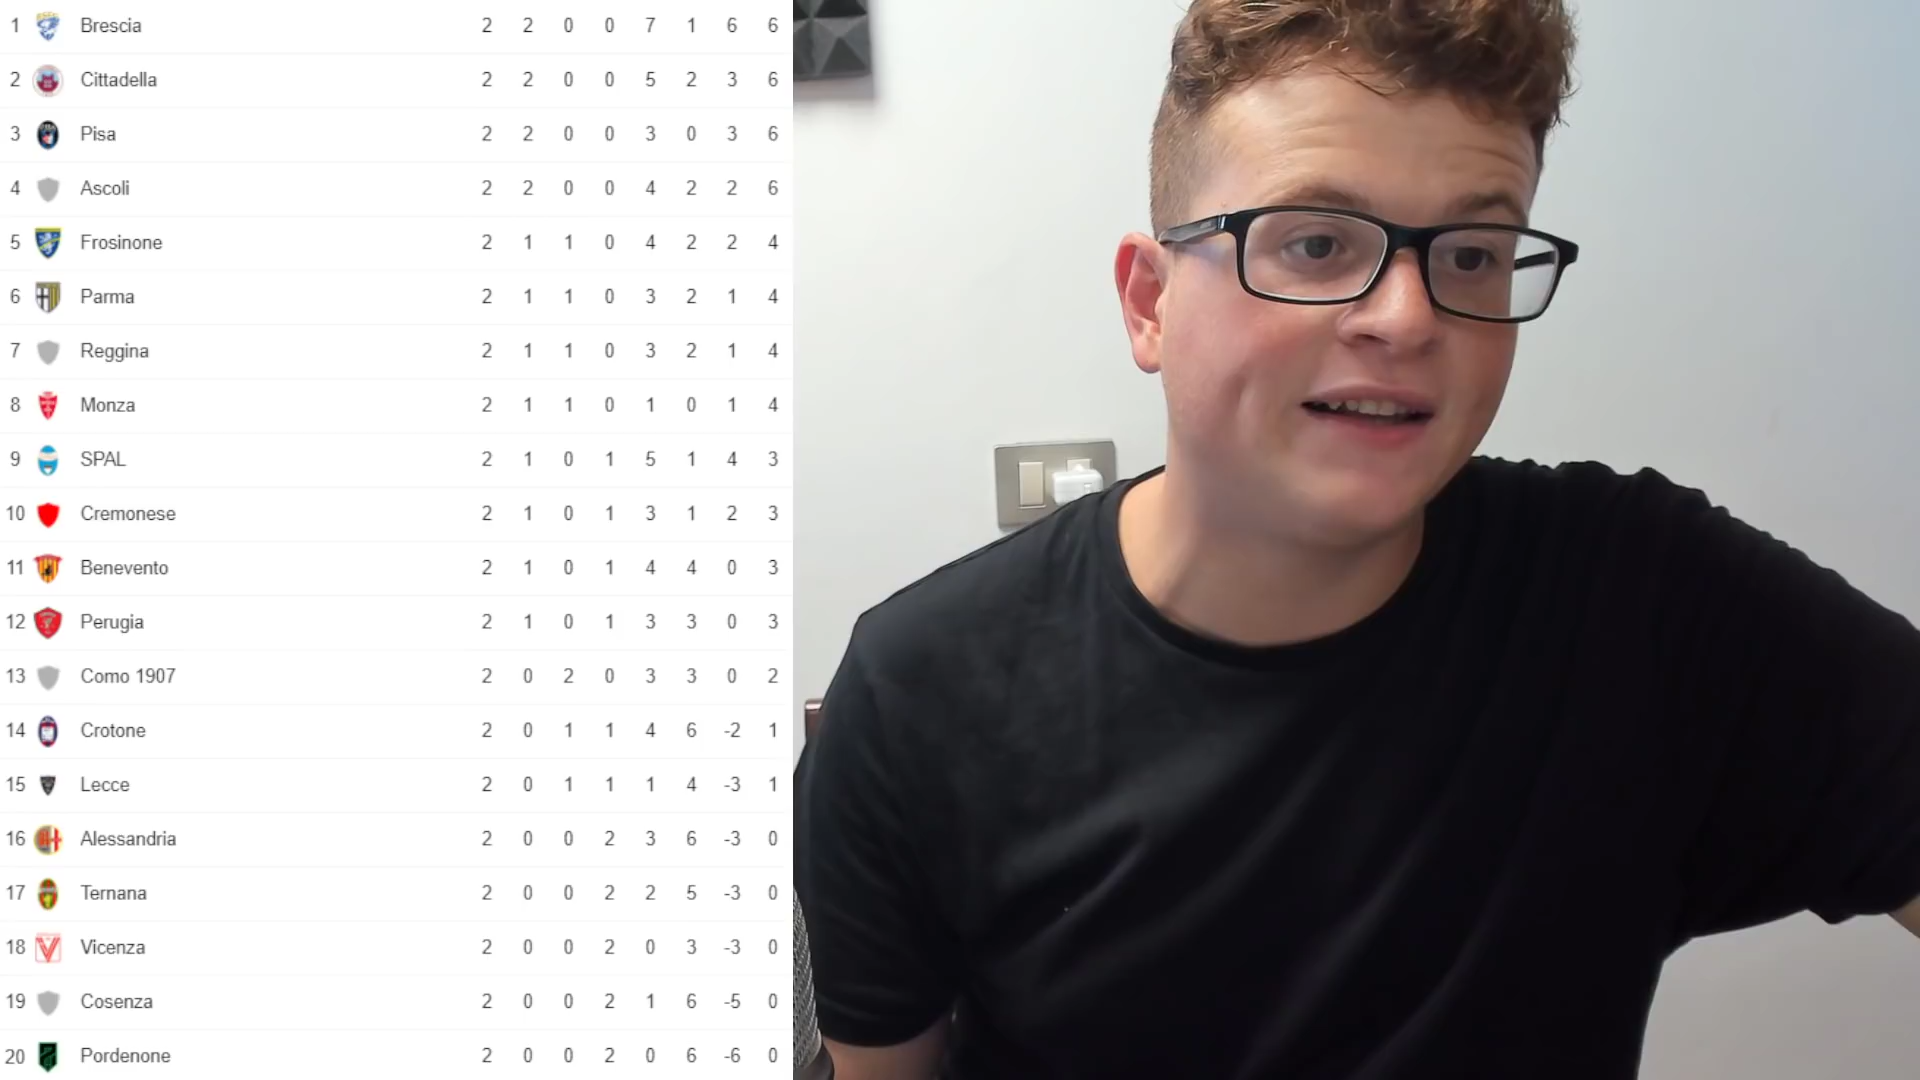 1 Brescia 2 2 0 0 7 1 6 6
2 Cittadella 2 2 0 0 5 2 3 6
3 Pisa 2 2 0 0 3 0 3 6
4 Ascoli 2 2 0 0 4 2 2 6
5 Frosinone 2 1 1 0 4 2 2 4
6 Parma 2 1 1 0 3 2 1 4
7 Reggina 2 1 1 0 3 2 1 4
8 Monza 2 1 1 0 1 0 1 4
9 SPAL 2 1 0 1 5 1 4 3
10 Cremonese 2 1 0 1 3 1 2 3
11 Benevento 2 1 0 1 4 4 0 3
12 Perugia 2 1 0 1 3 3 0 3
13 Como 1907 2 0 2 0 3 3 0 2
14 Crotone 2 0 1 1 4 6 -2 1
15 Lecce 2 0 1 1 1 4 -3 1
16 Alessandria 2 0 0 2 3 6 -3 0
17 Ternana 2 0 0 2 2 5 -3 0
18 Vicenza 2 0 0 2 0 3 -3 0
19 Cosenza 2 0 0 2 1 6 -5 0
20 Pordenone 2 0 0 2 0 6 -6 0